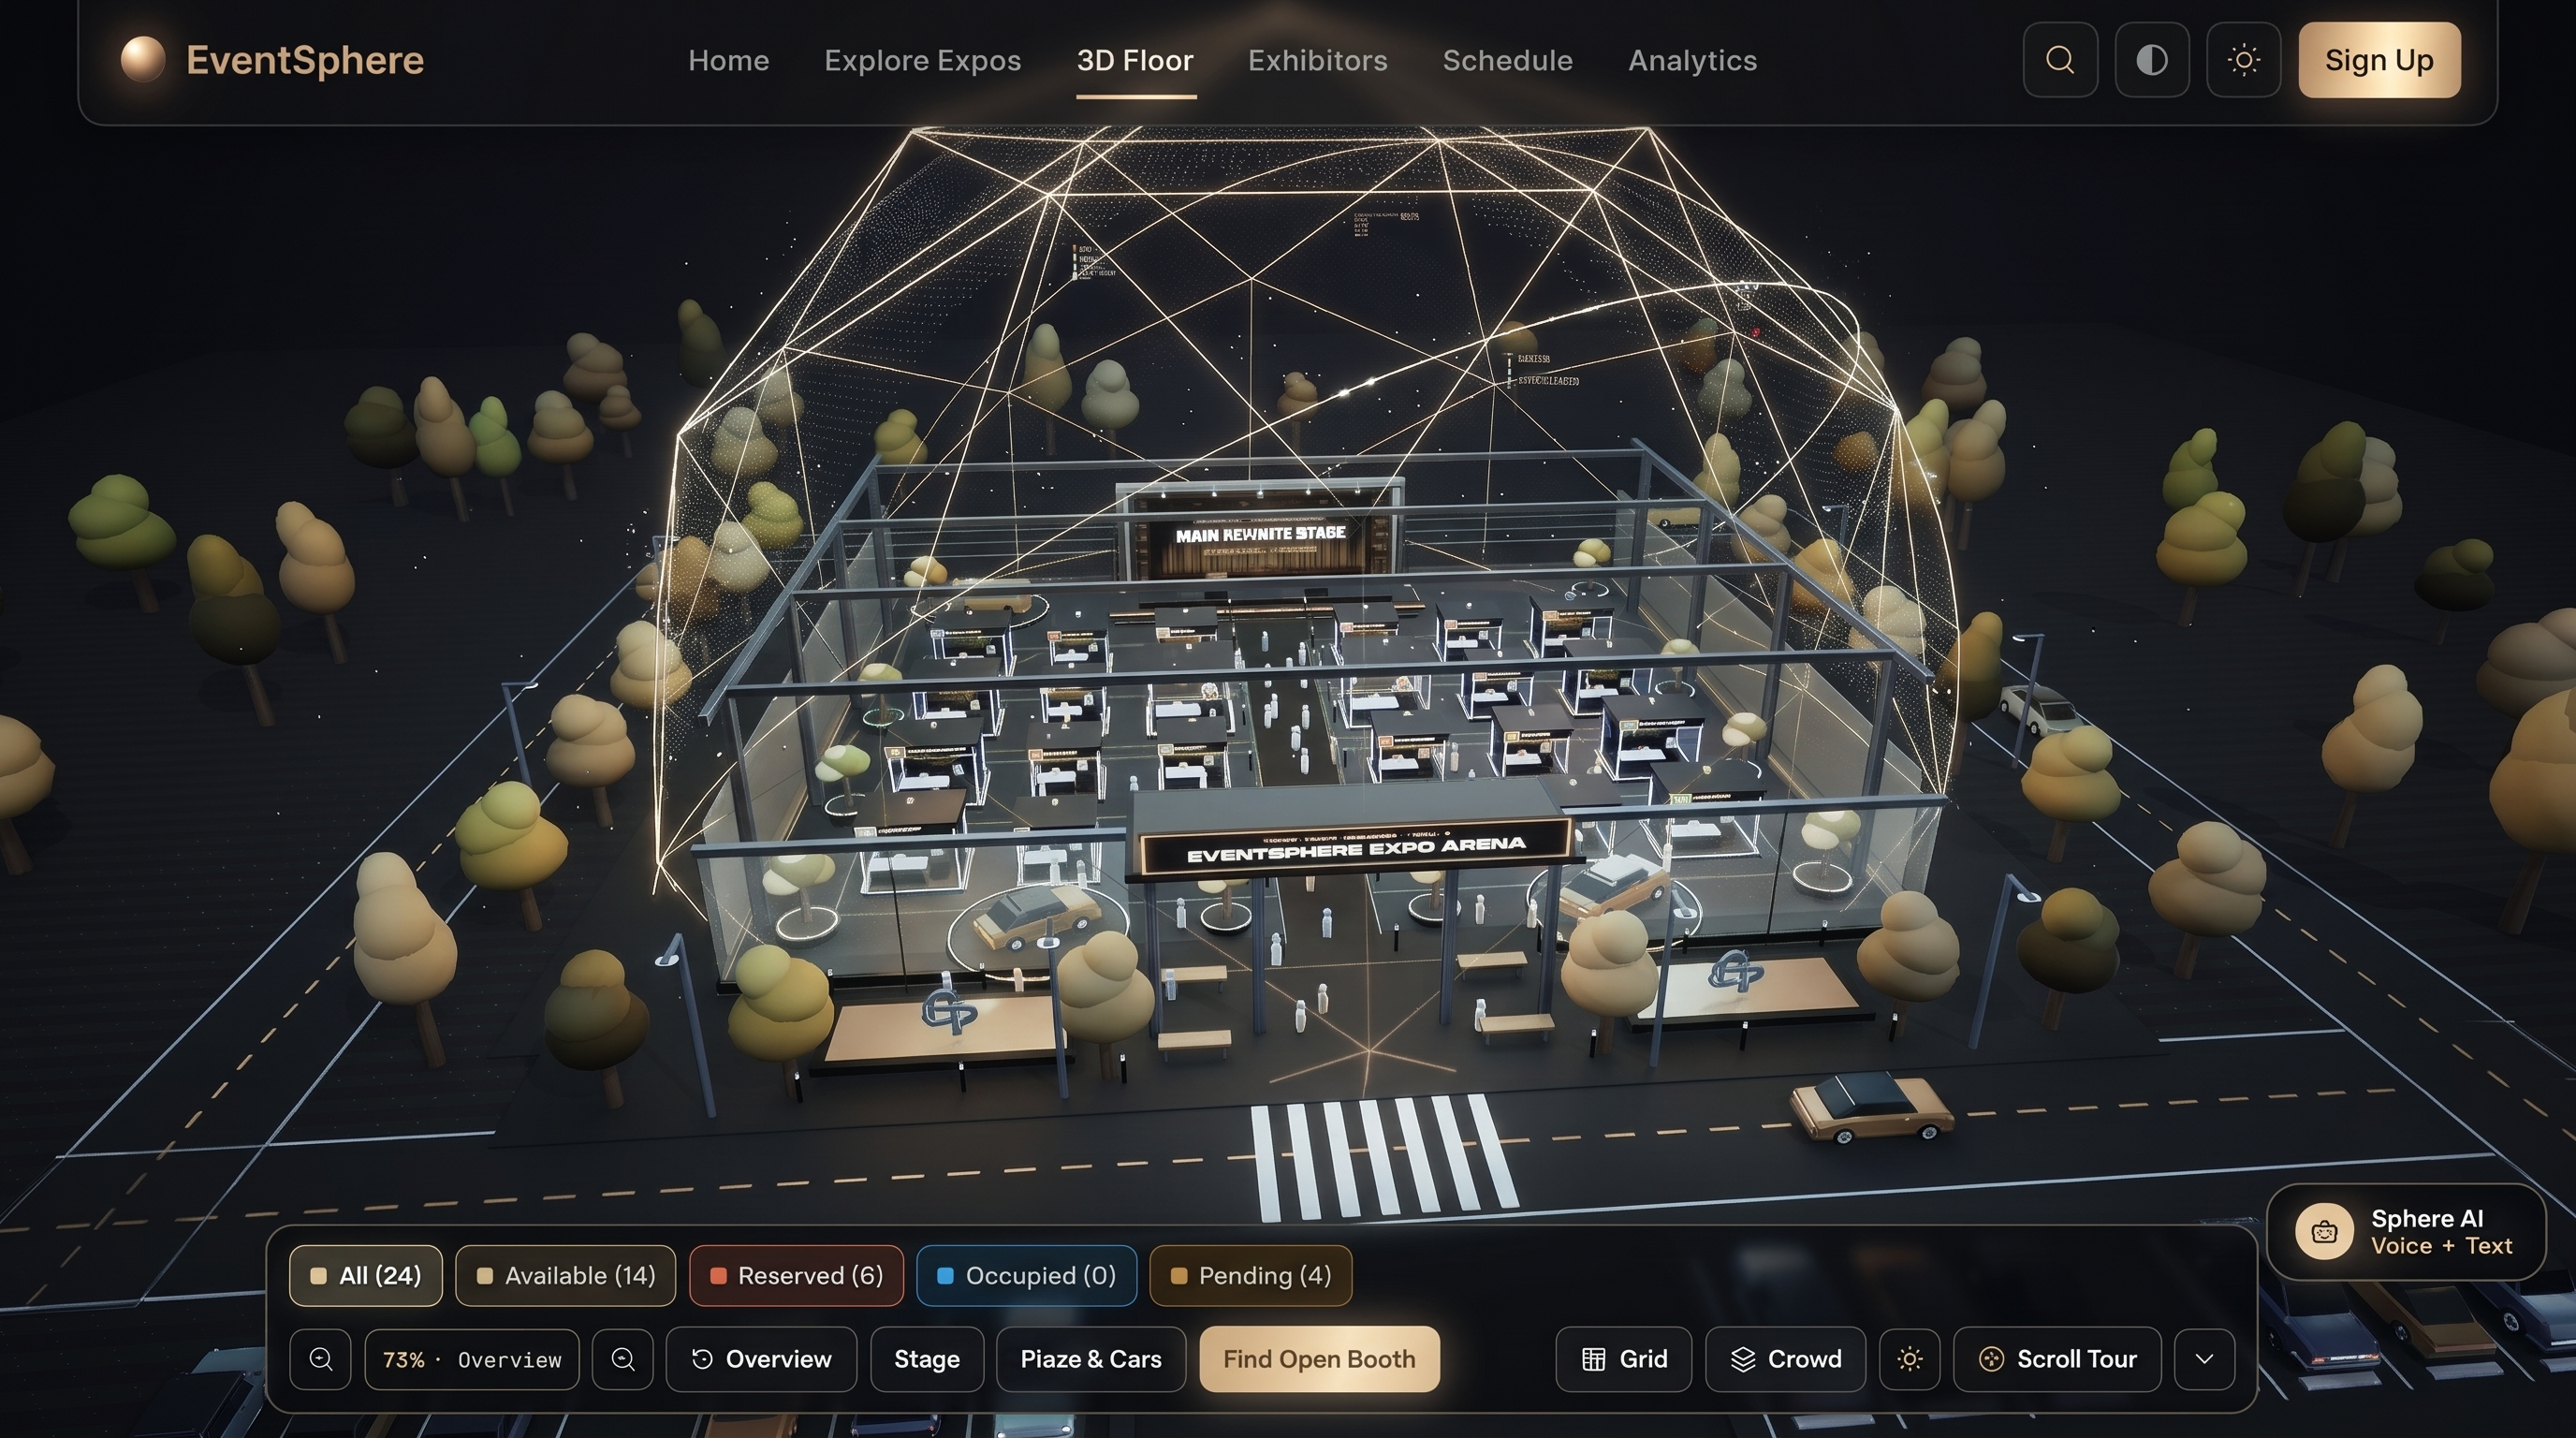 EventSphere
Home
Explore Expos
3D Floor
Exhibitors
Schedule
Analytics
Sign Up
MAIN REWNITE STAGE
EVENTSPHERE EXPO ARENA
Sphere AI
Voice + Text
All (24)
Available (14)
Reserved (6)
Occupied (0)
Pending (4)
73% · Overview
Overview
Stage
Piaze & Cars
Find Open Booth
Grid
Crowd
Scroll Tour